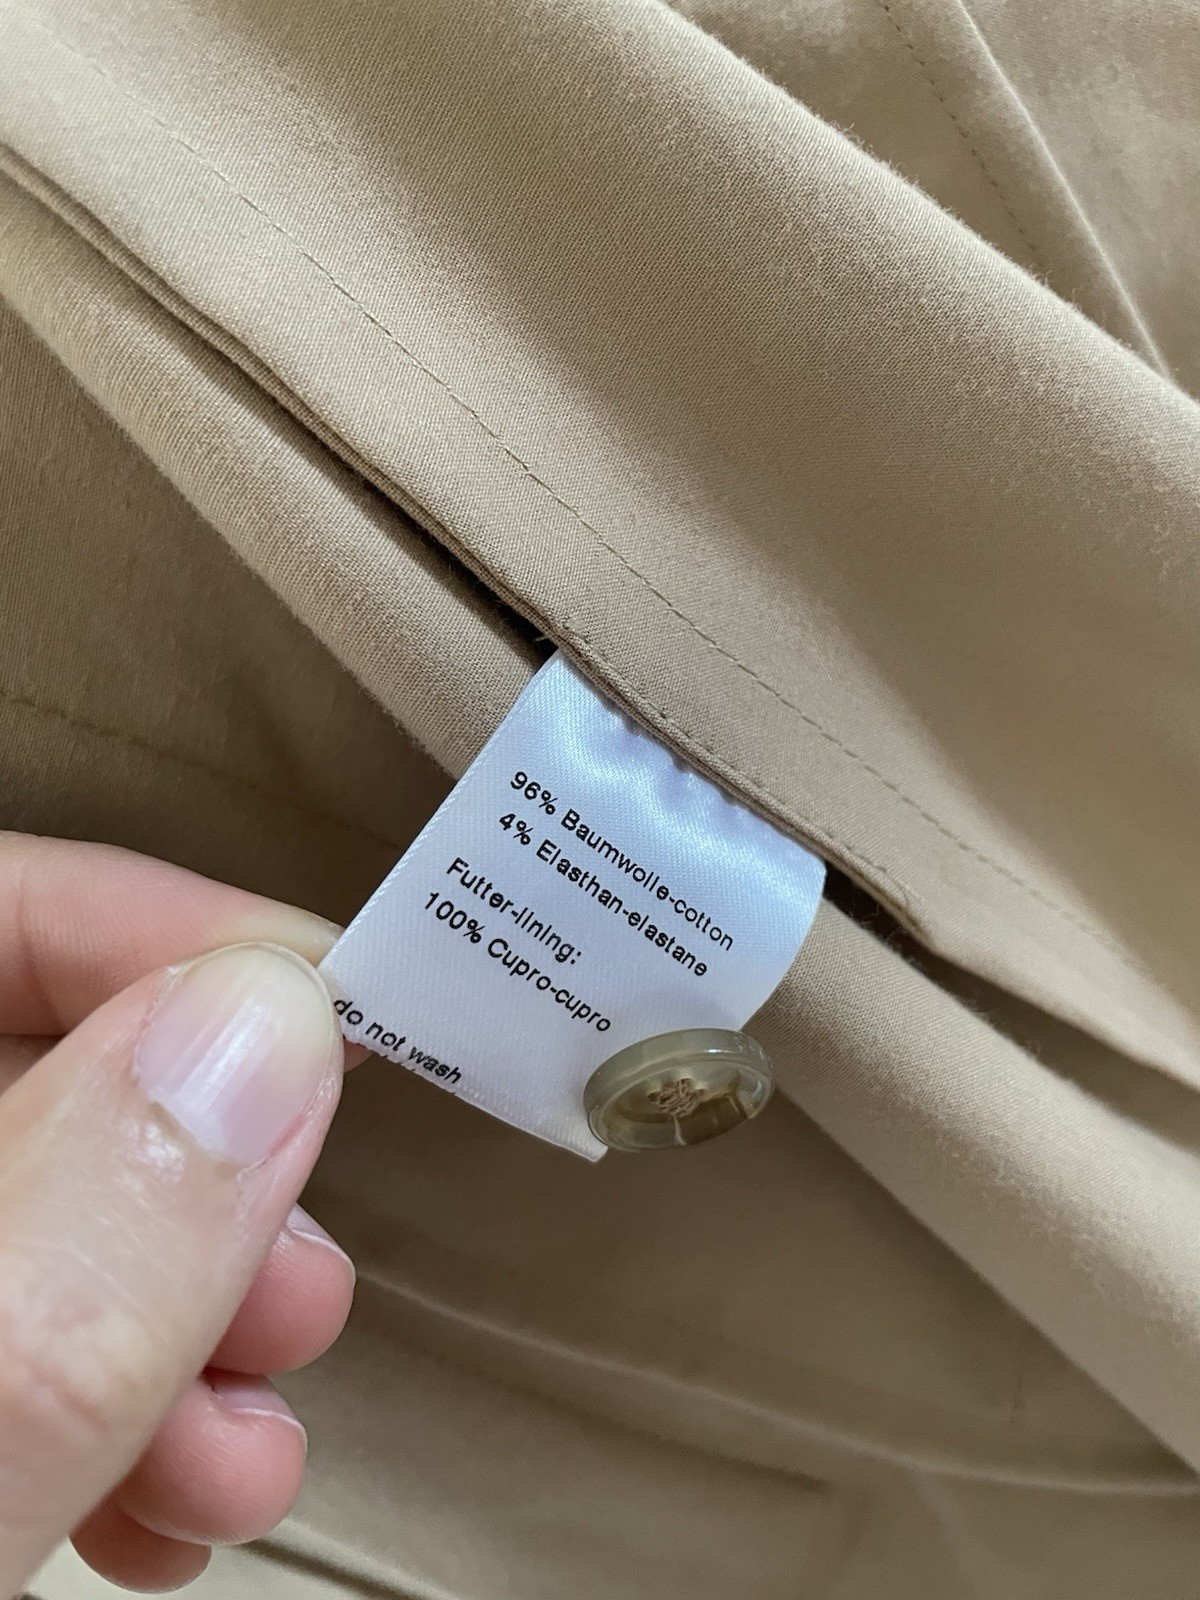 96% Baumwolle-cotton
4% Elasthan-elastane
Futter-lining:
100% Cupro-cupro
do not wash